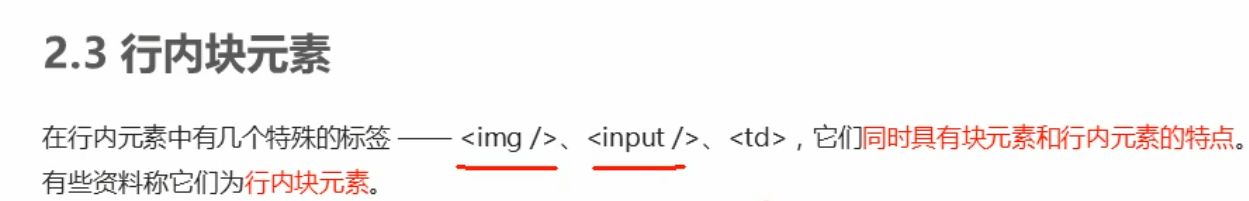 2.3 行内块元素
在行内元素中有几个特殊的标签 —— <img />、<input />、<td>，它们同时具有块元素和行内元素的特点。
有些资料称它们为行内块元素。